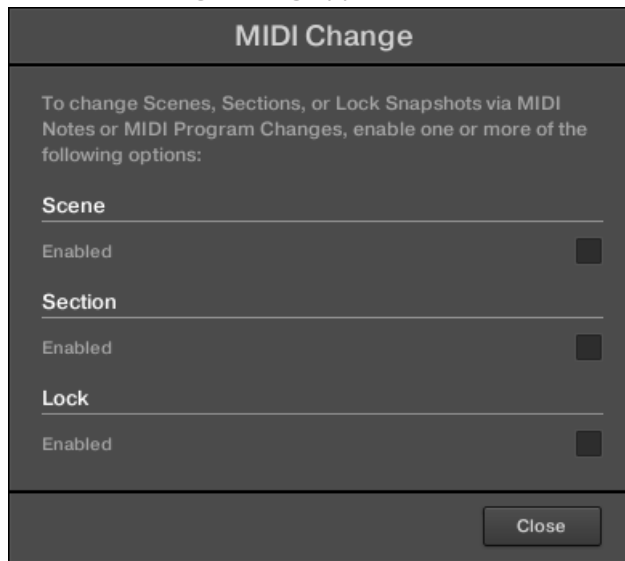 MIDI Change
To change Scenes, Sections, or Lock Snapshots via MIDI
Notes or MIDI Program Changes, enable one or more of the
following options:
Scene
Enabled
Section
Enabled
Lock
Enabled
Close